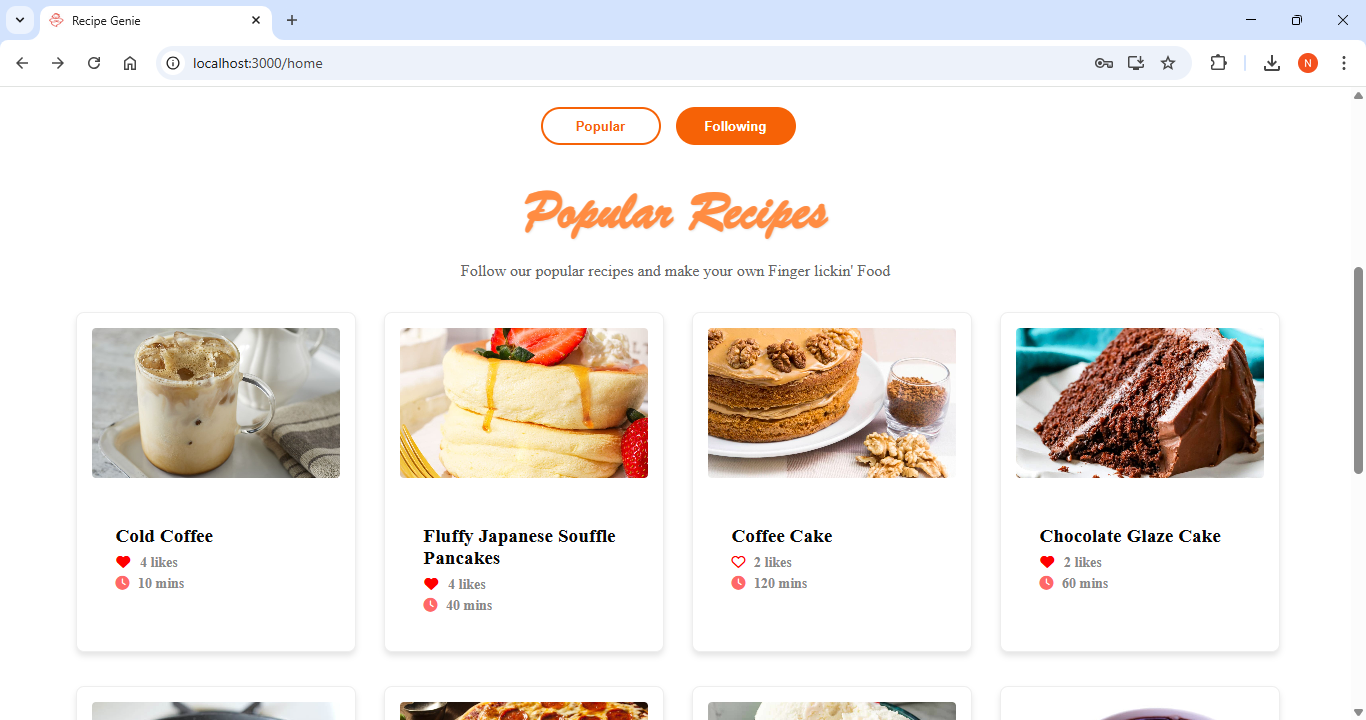 Recipe Genie
localhost:3000/home
N
Popular Following
Popular Recipes
Follow our popular recipes and make your own Finger lickin' Food
Cold Coffee
4 likes
10 mins
Fluffy Japanese Souffle
Pancakes
4 likes
40 mins
Coffee Cake
2 likes
120 mins
Chocolate Glaze Cake
2 likes
60 mins